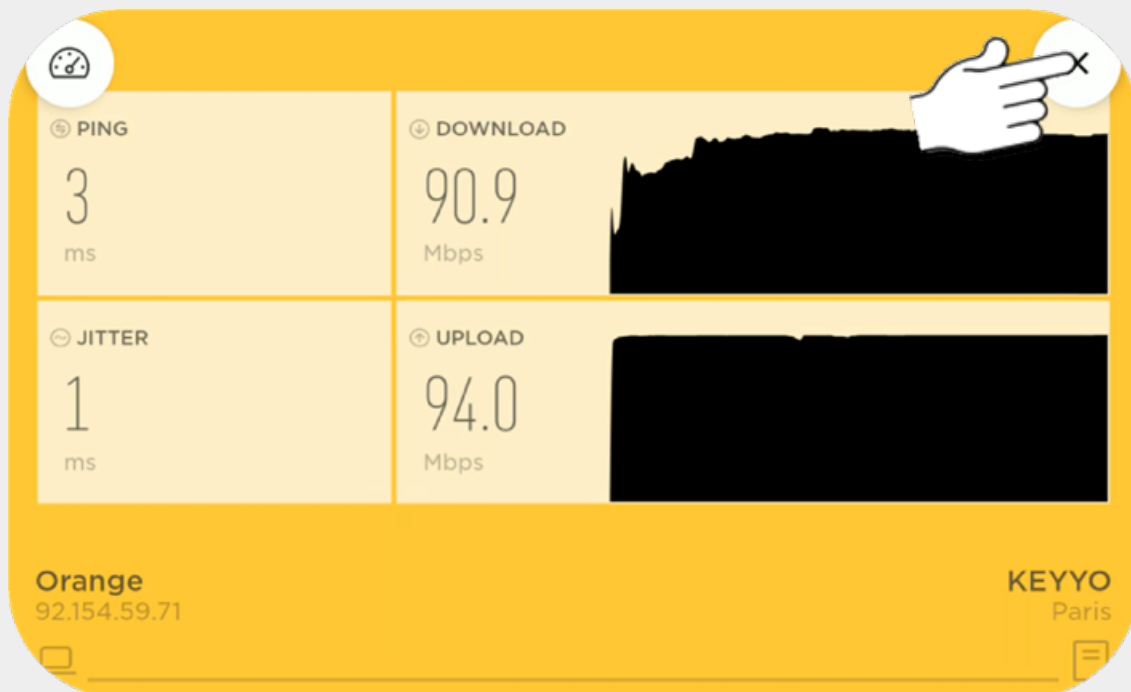 PING
3
ms
DOWNLOAD
90.9
Mbps
JITTER
1
ms
UPLOAD
94.0
Mbps
Orange
92.154.59.71
KEYYO
Paris